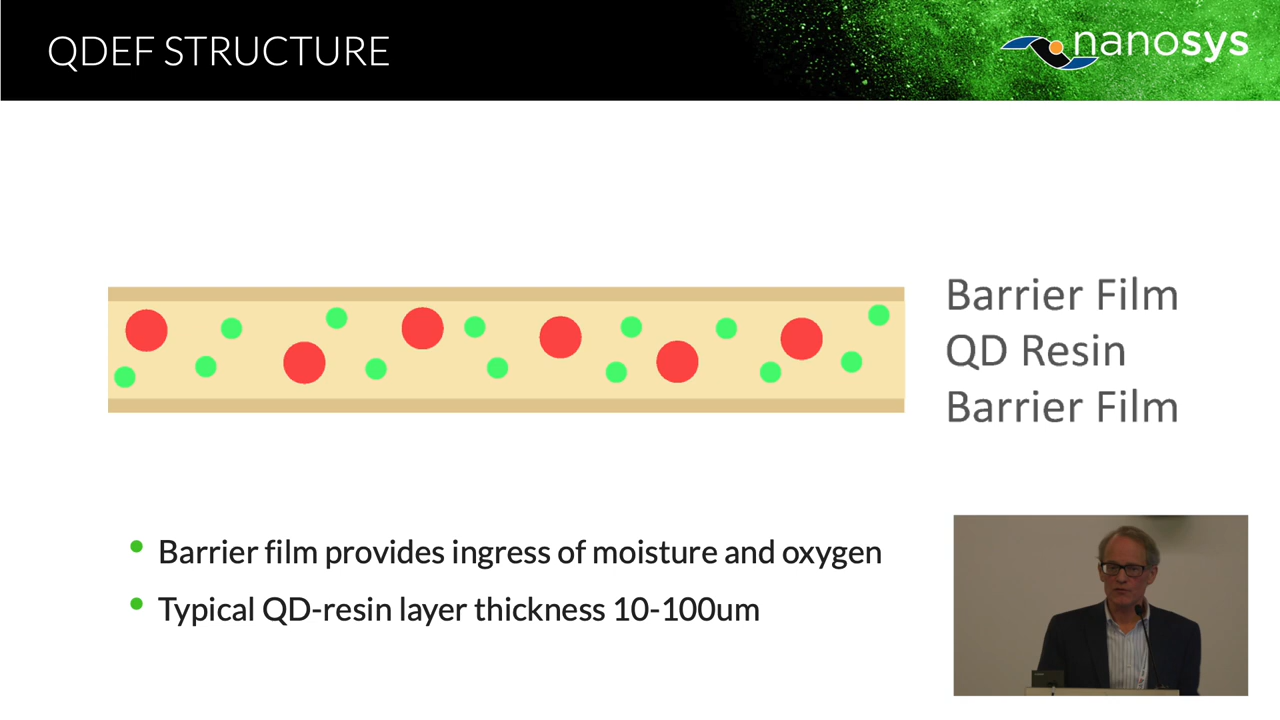 QDEF STRUCTURE
nanosys
Barrier Film
QD Resin
Barrier Film
• Barrier film provides ingress of moisture and oxygen
• Typical QD-resin layer thickness 10-100um